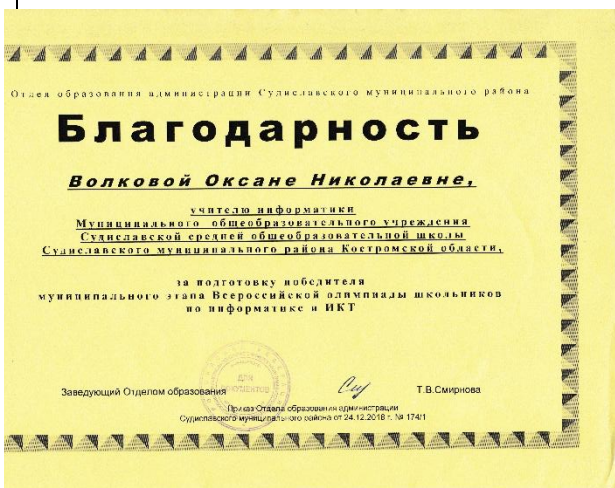 Отдел образования администрации Судиславского муниципального района
Благодарность
Волковой Оксане Николаевне,
учителю информатики
Муниципального общеобразовательного учреждения
Судиславской средней общеобразовательной школы
Судиславского муниципального района Костромской области,
за подготовку победителя
муниципального этапа Всероссийской олимпиады школьников
по информатике и ИКТ
ДЛЯ
ДОКУМЕНТОВ
Заведующий Отделом образования Т.В.Смирнова
Приказ Отдела образования администрации
Судиславского муниципального района от 24.12.2018 г. № 174/1